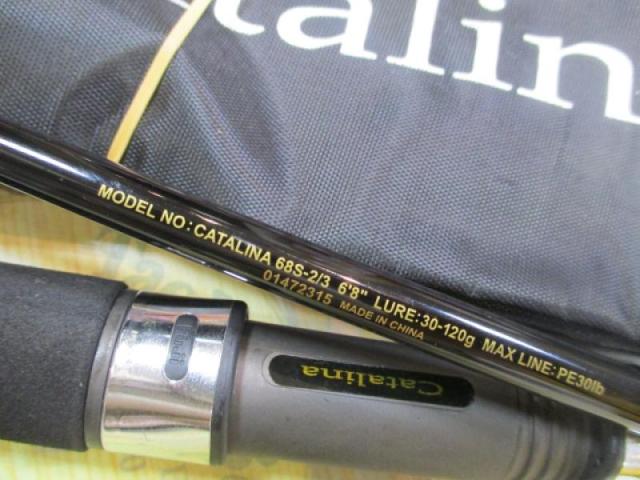 atalin
MODEL NO: CATALINA 68S-2/3 6'8" LURE:30-120g MAX LINE:PE30lb
01472315 MADE IN CHINA
Catalina